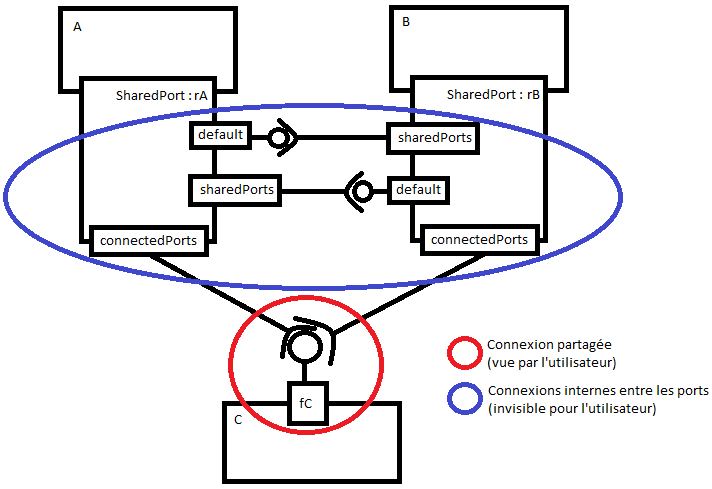 A
B
SharedPort : rA
SharedPort : rB
default
sharedPorts
sharedPorts
default
connectedPorts
connectedPorts
Connexion partagée
(vue par l'utilisateur)
Connexions internes entre les ports
(invisible pour l'utilisateur)
fC
C